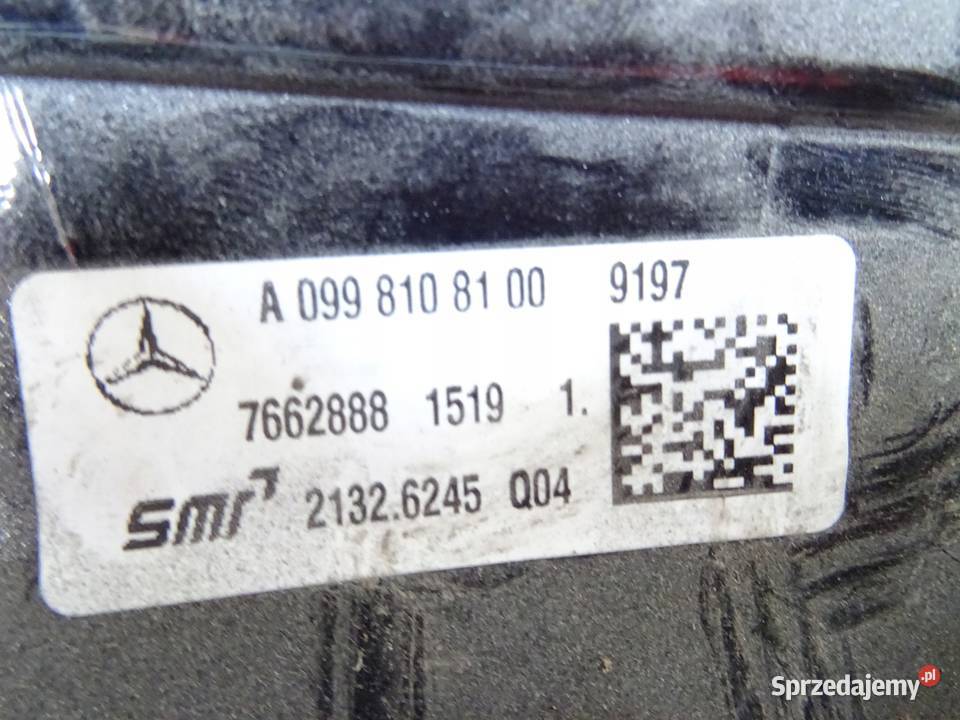 A 099 810 81 00 9197
7662888 1519 1.
smr 2132.6245 Q04
Sprzedajemy.pl